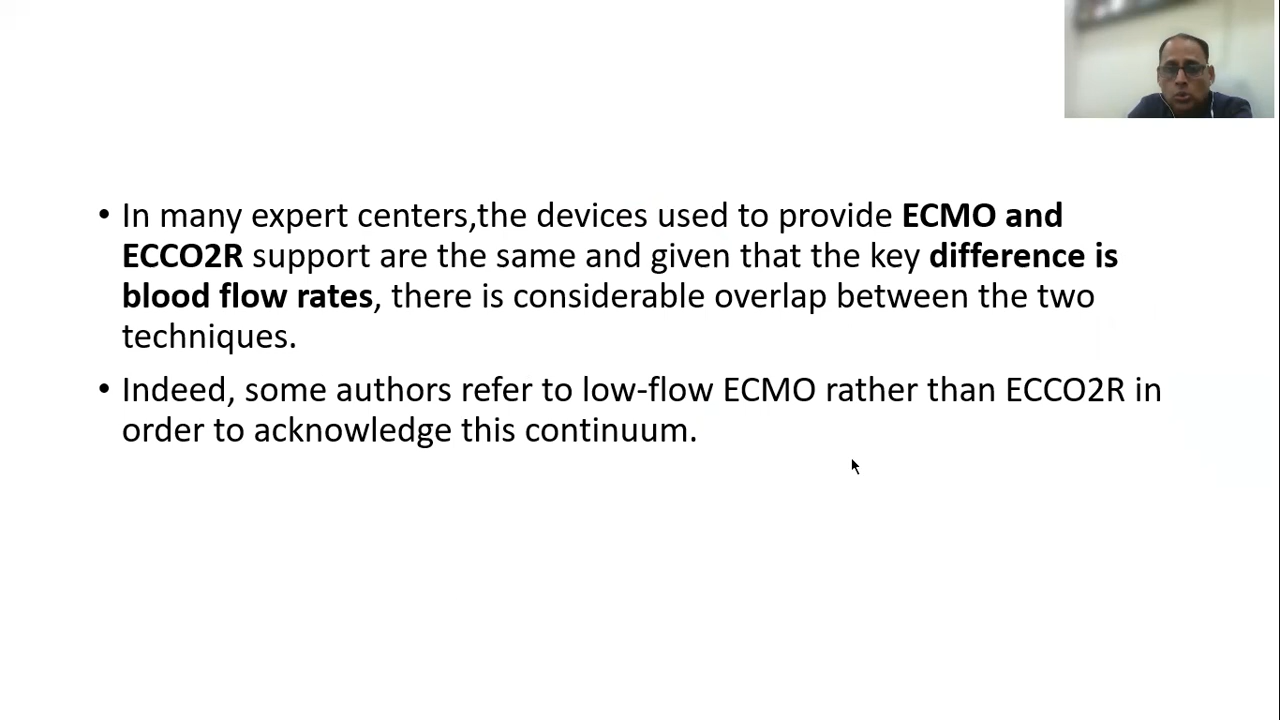 • In many expert centers,the devices used to provide ECMO and
ECCO2R support are the same and given that the key difference is
blood flow rates, there is considerable overlap between the two
techniques.
• Indeed, some authors refer to low-flow ECMO rather than ECCO2R in
order to acknowledge this continuum.